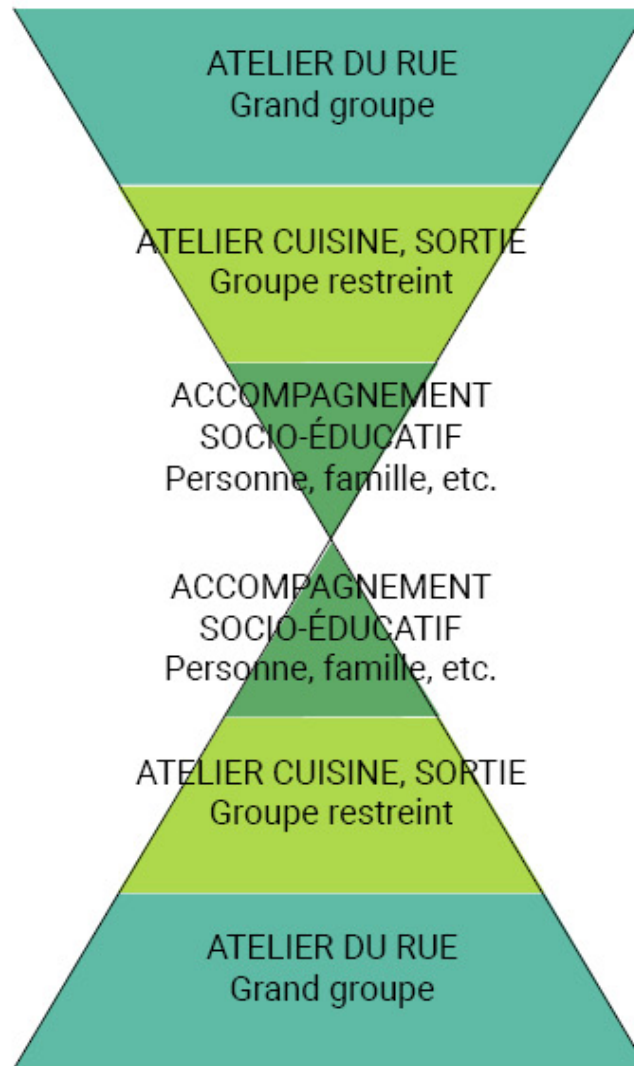 ATELIER DU RUE
Grand groupe
ATELIER CUISINE, SORTIE
Groupe restreint
ACCOMPAGNEMENT
SOCIO-ÉDUCATIF
Personne, famille, etc.
ACCOMPAGNEMENT
SOCIO-ÉDUCATIF
Personne, famille, etc.
ATELIER CUISINE, SORTIE
Groupe restreint
ATELIER DU RUE
Grand groupe